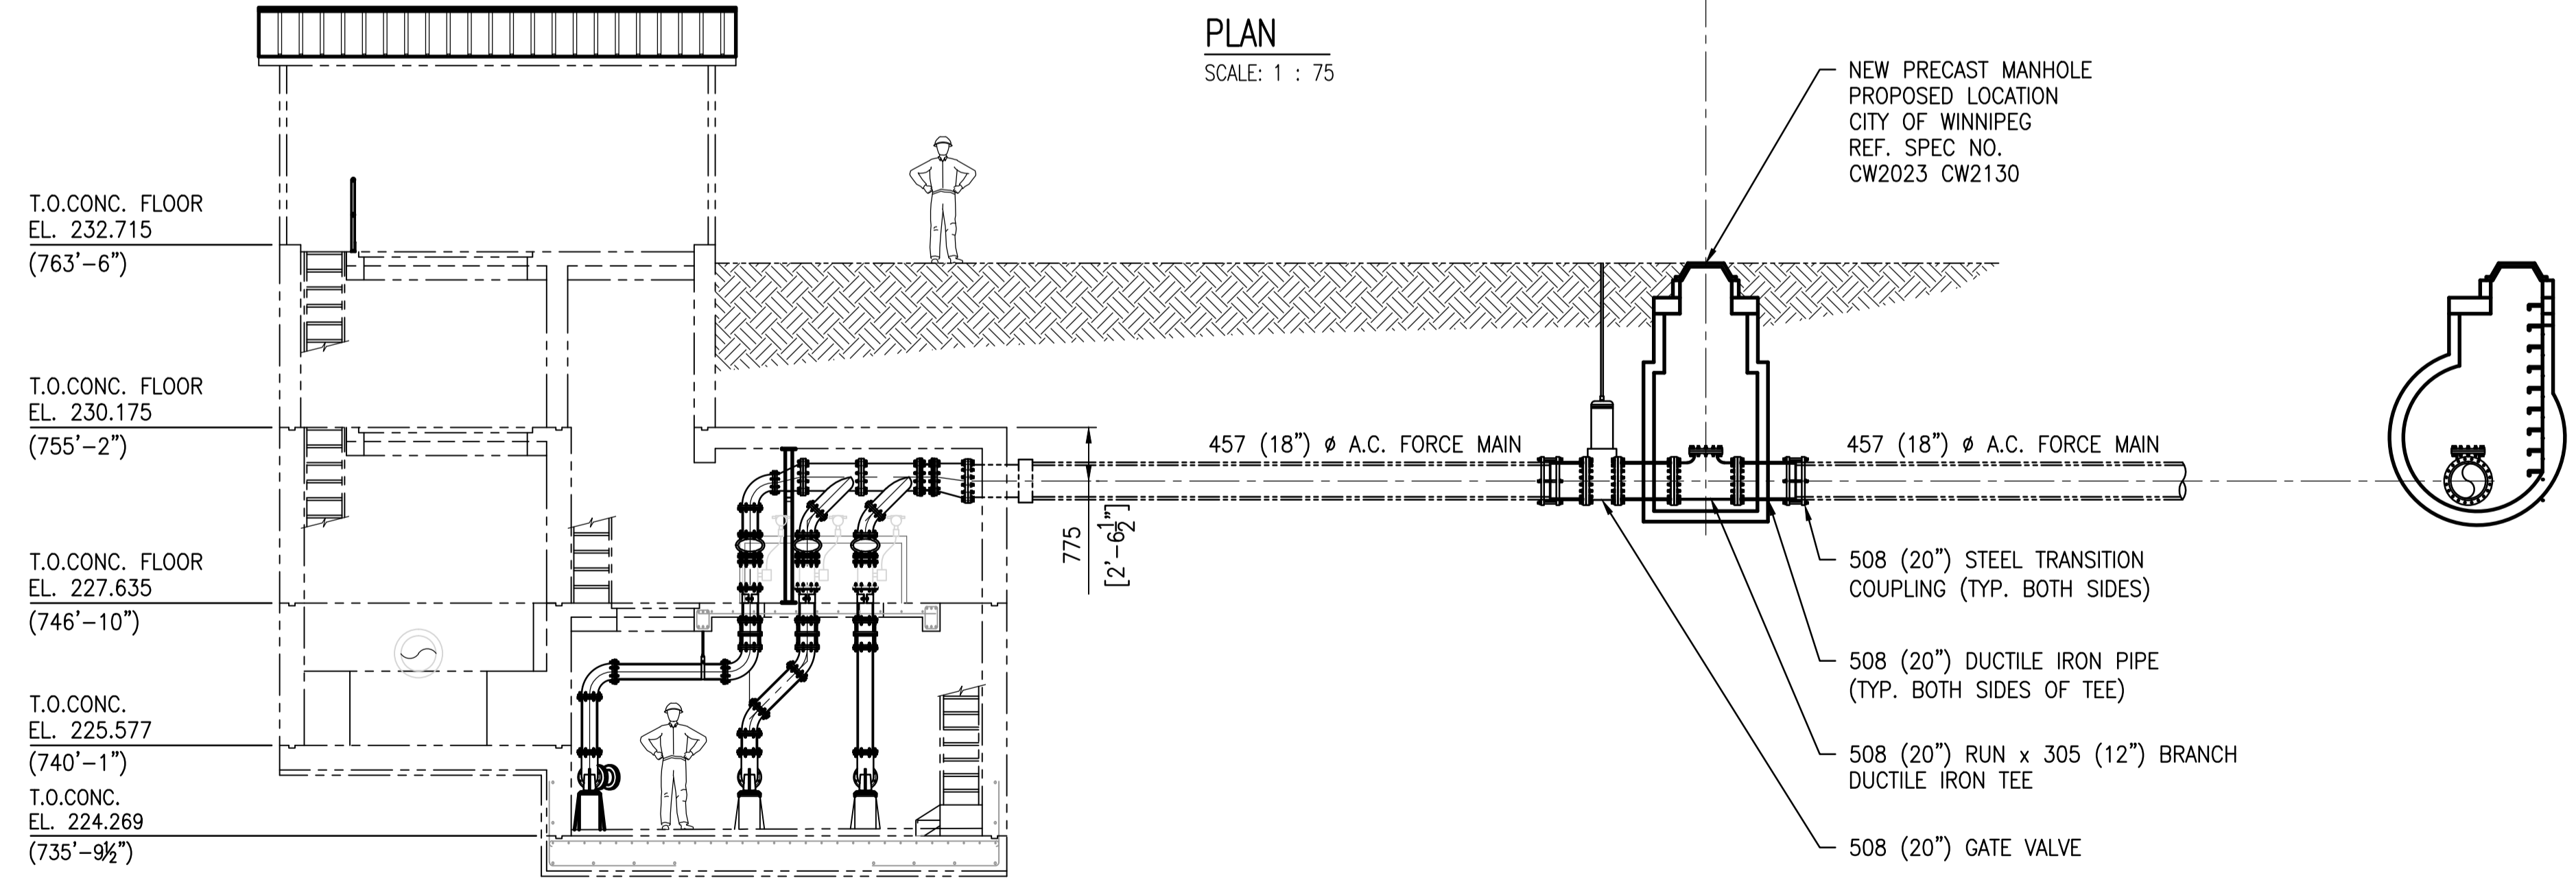 PLAN
SCALE: 1 : 75
NEW PRECAST MANHOLE
PROPOSED LOCATION
CITY OF WINNIPEG
REF. SPEC NO.
CW2023 CW2130
T.O.CONC. FLOOR
EL. 232.715
(763'-6")
T.O.CONC. FLOOR
EL. 230.175
(755'-2")
457 (18") ø A.C. FORCE MAIN
457 (18") ø A.C. FORCE MAIN
775
[2'-6½"]
T.O.CONC. FLOOR
EL. 227.635
(746'-10")
508 (20") STEEL TRANSITION
COUPLING (TYP. BOTH SIDES)
508 (20") DUCTILE IRON PIPE
(TYP. BOTH SIDES OF TEE)
T.O.CONC.
EL. 225.577
(740'-1")
508 (20") RUN x 305 (12") BRANCH
DUCTILE IRON TEE
T.O.CONC.
EL. 224.269
(735'-9½")
508 (20") GATE VALVE